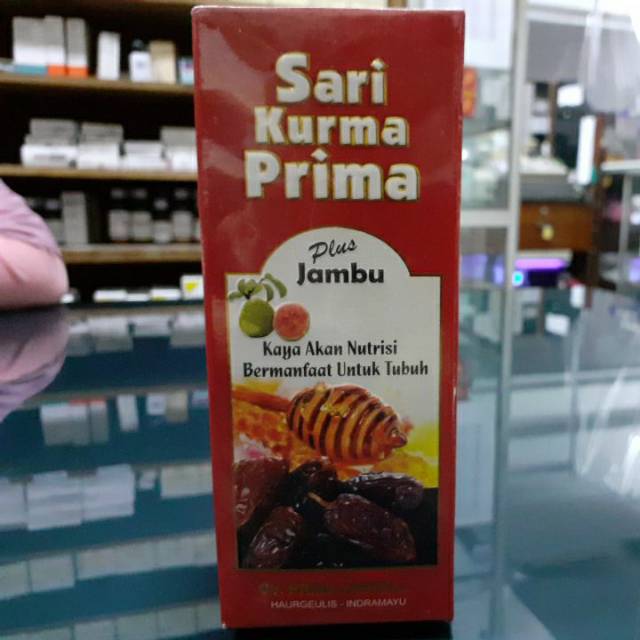 Sari
Kurma
Prima
Plus
Jambu
Kaya Akan Nutrisi
Bermanfaat Untuk Tubuh
HAURGEULIS - INDRAMAYU